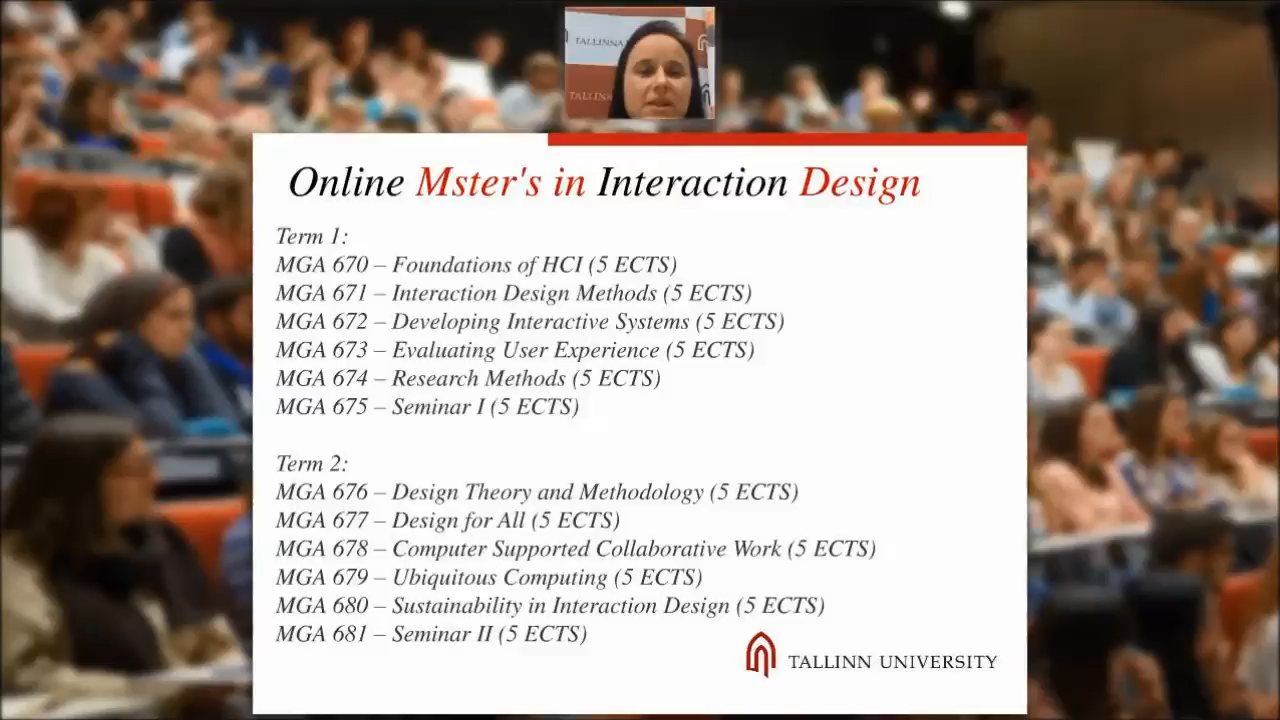 TALLINNA
TALLINN
Online Mster's in Interaction Design
Term 1:
MGA 670 – Foundations of HCI (5 ECTS)
MGA 671 – Interaction Design Methods (5 ECTS)
MGA 672 – Developing Interactive Systems (5 ECTS)
MGA 673 – Evaluating User Experience (5 ECTS)
MGA 674 – Research Methods (5 ECTS)
MGA 675 – Seminar I (5 ECTS)
Term 2:
MGA 676 – Design Theory and Methodology (5 ECTS)
MGA 677 – Design for All (5 ECTS)
MGA 678 – Computer Supported Collaborative Work (5 ECTS)
MGA 679 – Ubiquitous Computing (5 ECTS)
MGA 680 – Sustainability in Interaction Design (5 ECTS)
MGA 681 – Seminar II (5 ECTS)
TALLINN UNIVERSITY